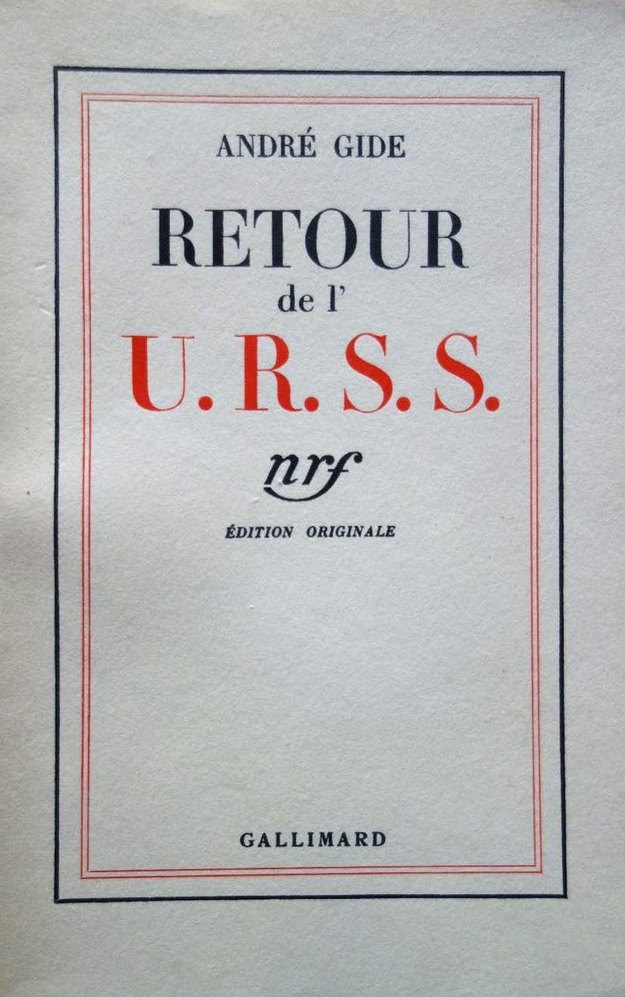 ANDRÉ GIDE
RETOUR
de l'
U. R. S. S.
nrf
ÉDITION ORIGINALE
GALLIMARD